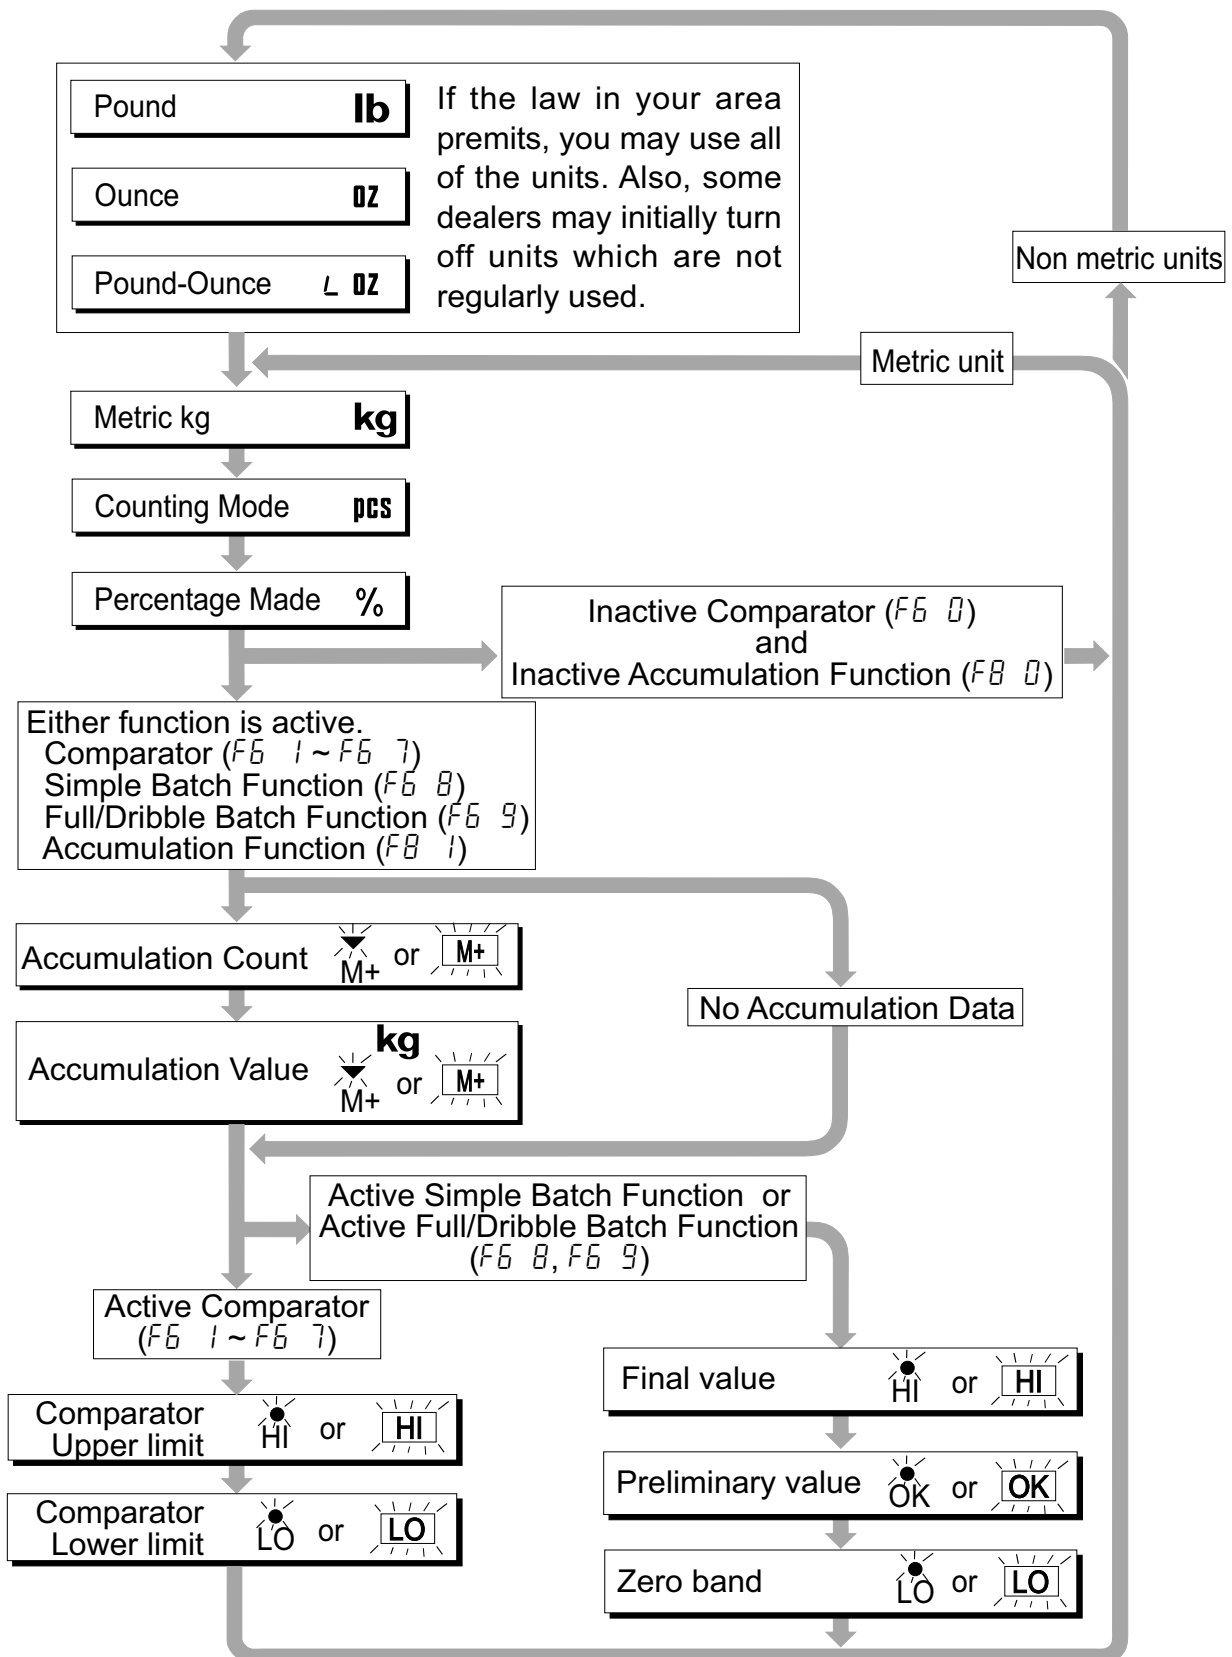 Pound lb
Ounce oz
Pound-Ounce L oz
If the law in your area
premits, you may use all
of the units. Also, some
dealers may initially turn
off units which are not
regularly used.
Non metric units
Metric unit
Metric kg kg
Counting Mode pcs
Percentage Made %
Inactive Comparator (F6 0)
and
Inactive Accumulation Function (F8 0)
Either function is active.
Comparator (F6 1 ~ F6 7)
Simple Batch Function (F6 8)
Full/Dribble Batch Function (F6 9)
Accumulation Function (F8 1)
Accumulation Count M+ or M+
No Accumulation Data
Accumulation Value kg M+ or M+
Active Simple Batch Function or
Active Full/Dribble Batch Function
(F6 8, F6 9)
Active Comparator
(F6 1 ~ F6 7)
Comparator
Upper limit HI or HI
Comparator
Lower limit LO or LO
Final value HI or HI
Preliminary value OK or OK
Zero band LO or LO